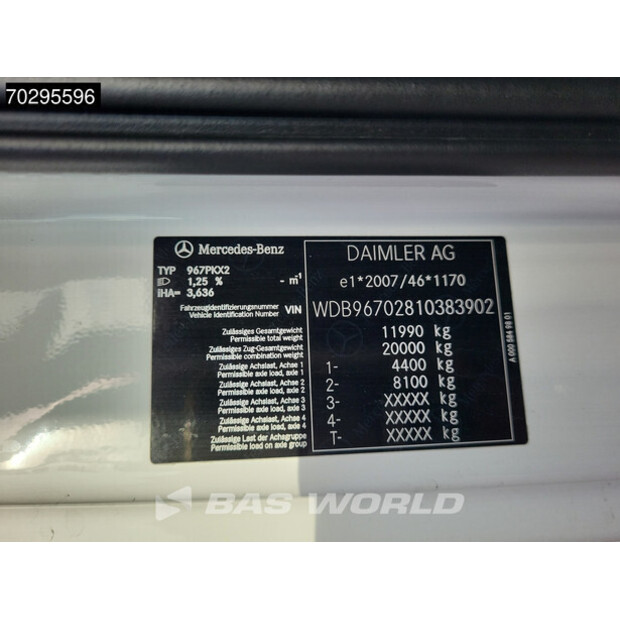 70295596
Mercedes-Benz
TYP 967PKX2
1,25 % - m⁻¹
iHA= 3,636
DAIMLER AG
e1*2007/46*1170
Fahrzeugidentifizierungsnummer
Vehicle Identification Number VIN WDB96702810383902
Zulässiges Gesamtgewicht
Permissible total weight 11990 kg
Zulässiges Zug-Gesamtgewicht
Permissible combination weight 20000 kg
Zulässige Achslast, Achse 1
Permissible axle load, axle 1 1- 4400 kg
Zulässige Achslast, Achse 2
Permissible axle load, axle 2 2- 8100 kg
Zulässige Achslast, Achse 3
Permissible axle load, axle 3 3- XXXXX kg
Zulässige Achslast, Achse 4
Permissible axle load, axle 4 4- XXXXX kg
Zulässige Last der Achsgruppe
Permissible load on axle group T- XXXXX kg
A 000 584 98 01
BAS WORLD